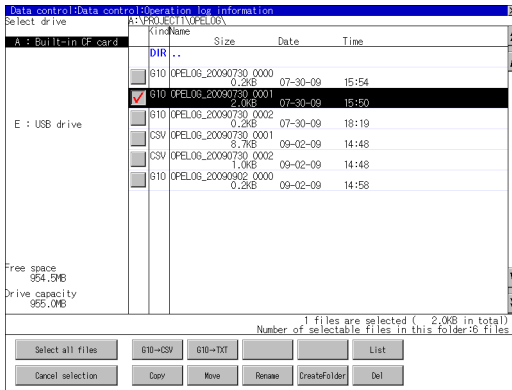 Data control:Data control:Operation log information
Select drive
A:\PROJECT1\OPELOG\
Kind Name
Size Date Time
A : Built-in CF card
DIR ..
G10 OPELOG_20090730_0000
0.2KB 07-30-09 15:54
G10 OPELOG_20090730_0001
2.0KB 07-30-09 15:50
G10 OPELOG_20090730_0002
0.2KB 07-30-09 18:19
E : USB drive
CSV OPELOG_20090730_0001
8.7KB 09-02-09 14:48
CSV OPELOG_20090730_0002
1.0KB 09-02-09 14:48
G10 OPELOG_20090902_0000
0.2KB 09-02-09 14:58
Free space
954.5MB
Drive capacity
955.0MB
1 files are selected ( 2.0KB in total)
Number of selectable files in this folder:6 files
Select all files G10→CSV G10→TXT List
Cancel selection Copy Move Rename CreateFolder Del